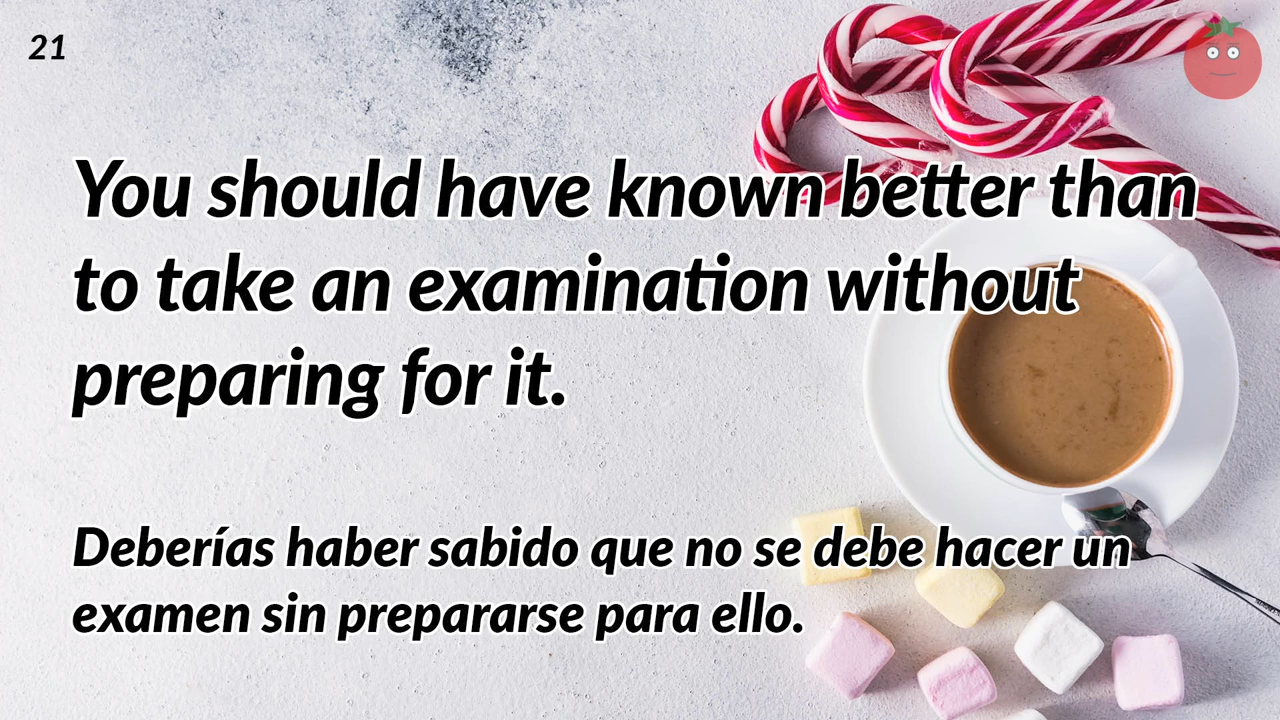 21
You should have known better than
to take an examination without
preparing for it.
Deberías haber sabido que no se debe hacer un
examen sin prepararse para ello.